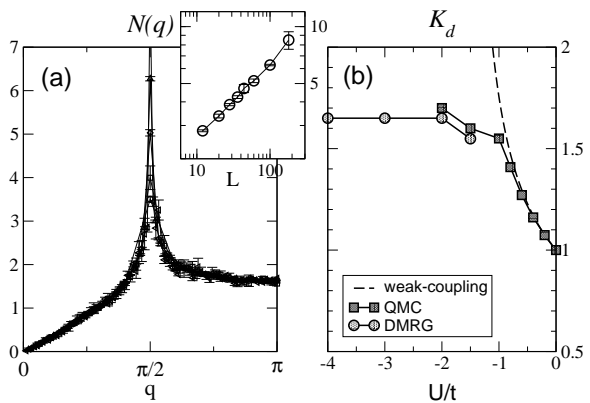 N(q)
K_d
7
6
5
4
3
2
1
0
(a)
10
5
10
100
L
0
π/2
π
q
(b)
2
1.5
1
0.5
weak-coupling
QMC
DMRG
-4
-3
-2
-1
0
U/t